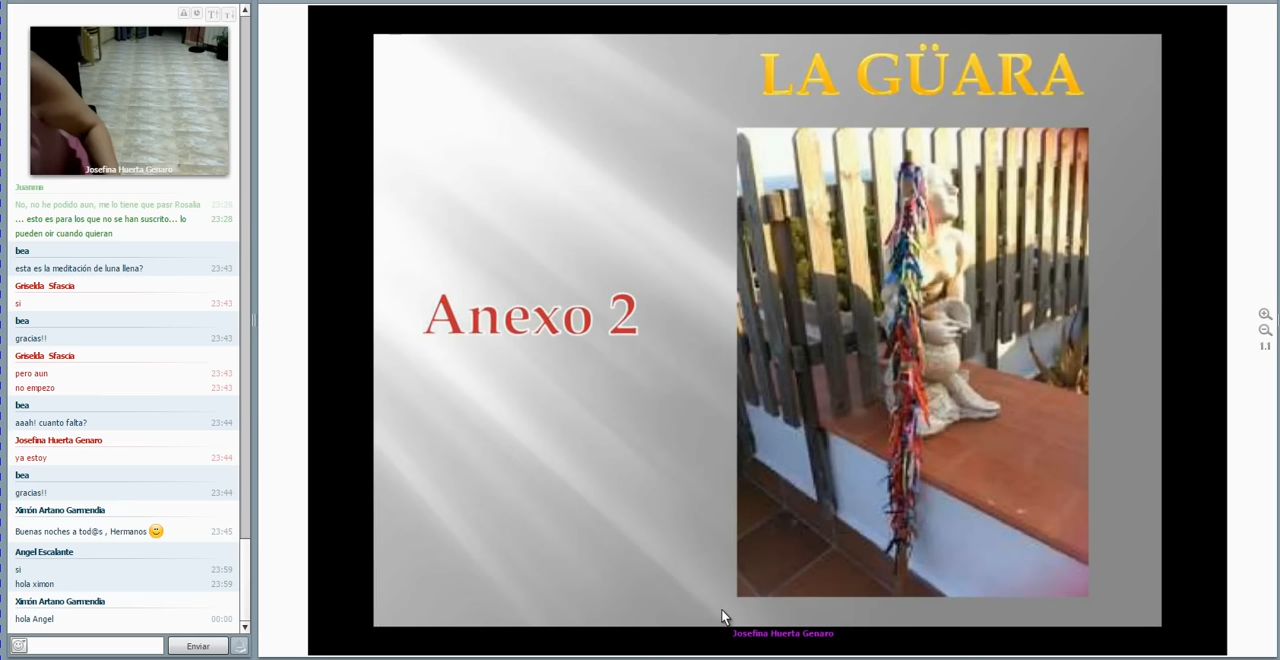 Josefina Huerta Genaro
Juanma
No, no he podido aun, me lo tiene que pasr Rosalia 23:28
... esto es para los que no se han suscrito... lo 23:28
pueden oir cuando quieran
bea
esta es la meditación de luna llena? 23:43
Griselda Sfascia
si 23:43
bea
gracias!! 23:43
Griselda Sfascia
pero aun 23:43
no empezo 23:43
bea
aaah! cuanto falta? 23:44
Josefina Huerta Genaro
ya estoy 23:44
bea
gracias!! 23:44
Ximón Artano Garmendia
Buenas noches a tod@s , Hermanos 23:45
Angel Escalante
si 23:59
hola ximon 23:59
Ximón Artano Garmendia
hola Angel 00:00
Enviar
LA GÜARA
Anexo 2
Josefina Huerta Genaro
1.1